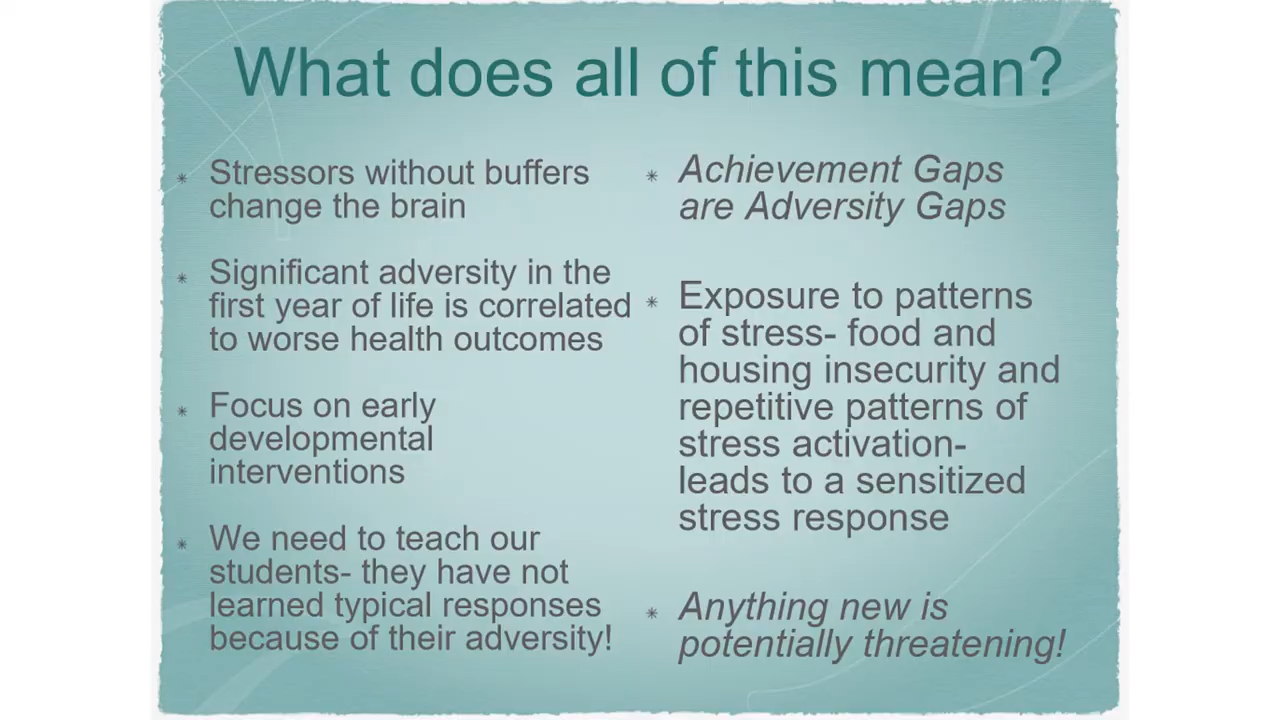 What does all of this mean?
* Stressors without buffers
change the brain
* Significant adversity in the
first year of life is correlated
to worse health outcomes
* Focus on early
developmental
interventions
* We need to teach our
students- they have not
learned typical responses
because of their adversity!
* Achievement Gaps
are Adversity Gaps
* Exposure to patterns
of stress- food and
housing insecurity and
repetitive patterns of
stress activation-
leads to a sensitized
stress response
* Anything new is
potentially threatening!